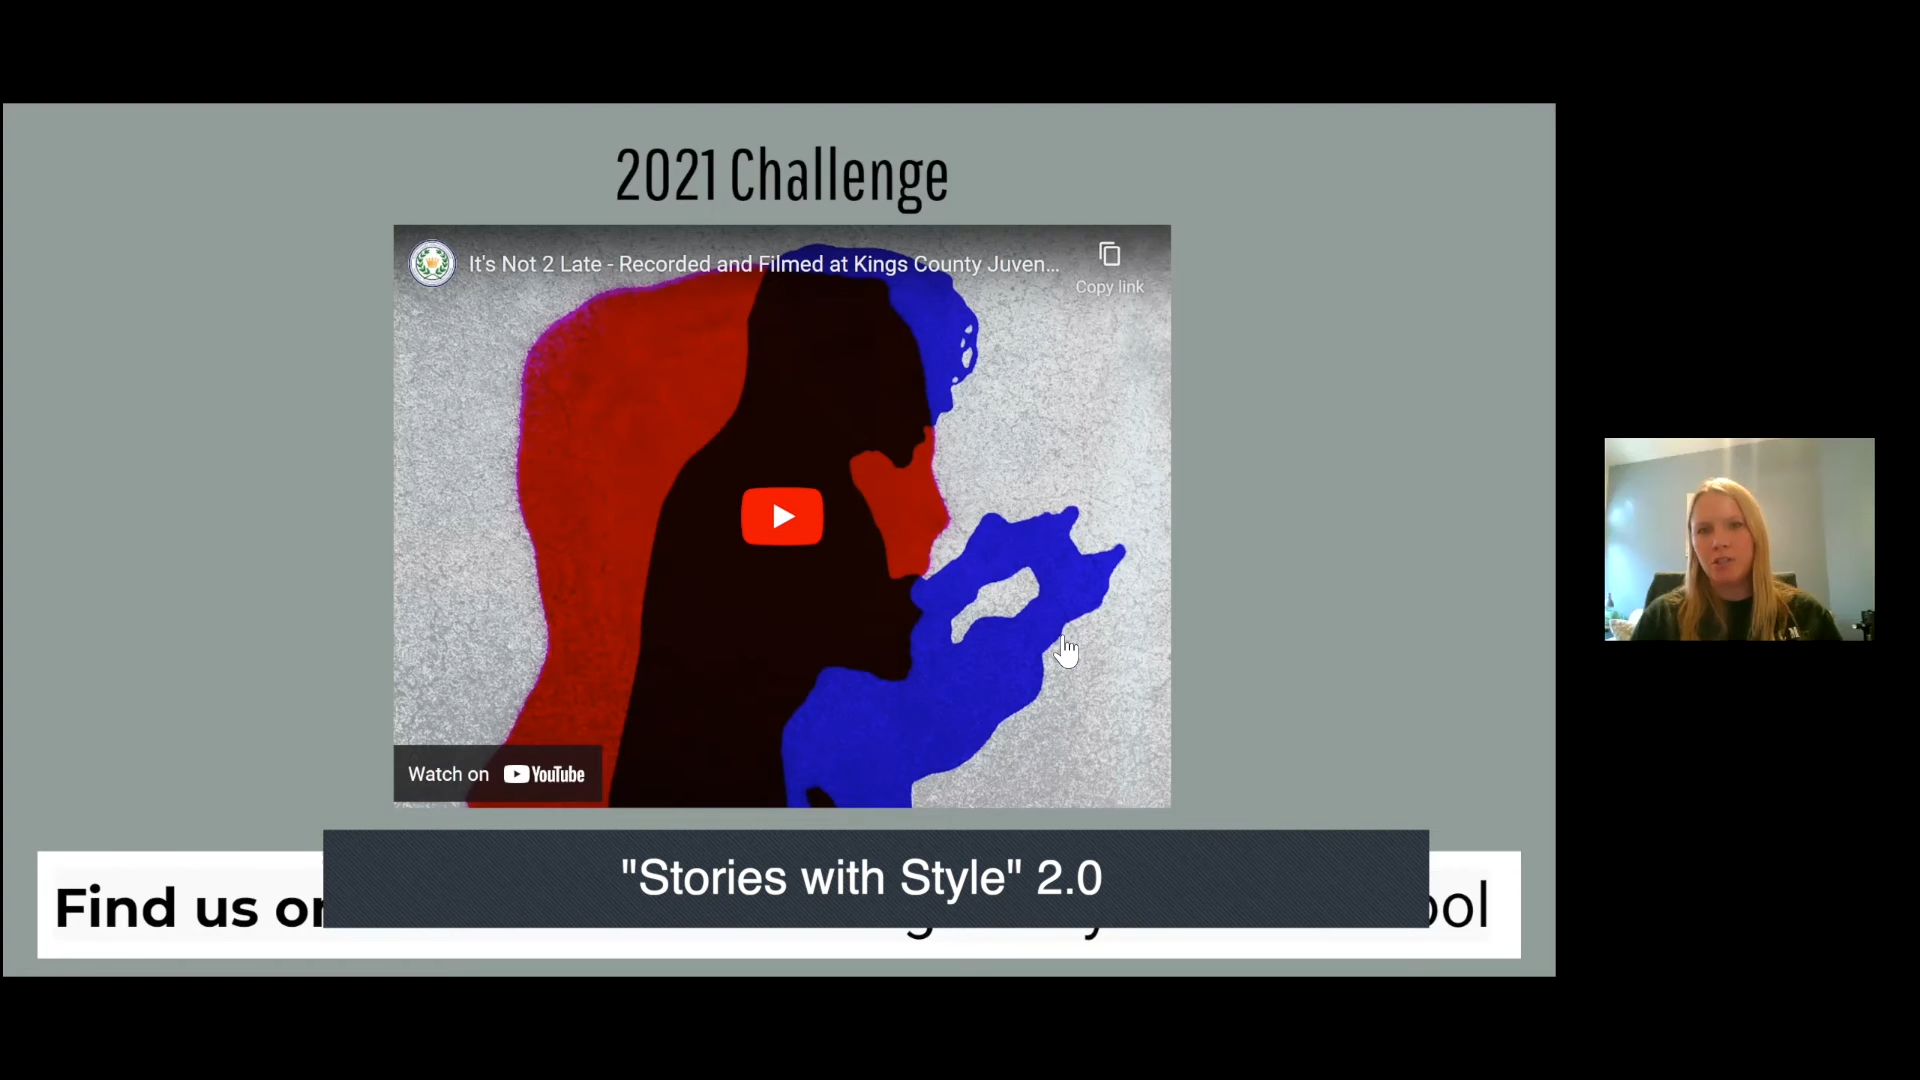 2021 Challenge
It's Not 2 Late - Recorded and Filmed at Kings County Juven...
Copy link
Watch on YouTube
"Stories with Style" 2.0
Find us